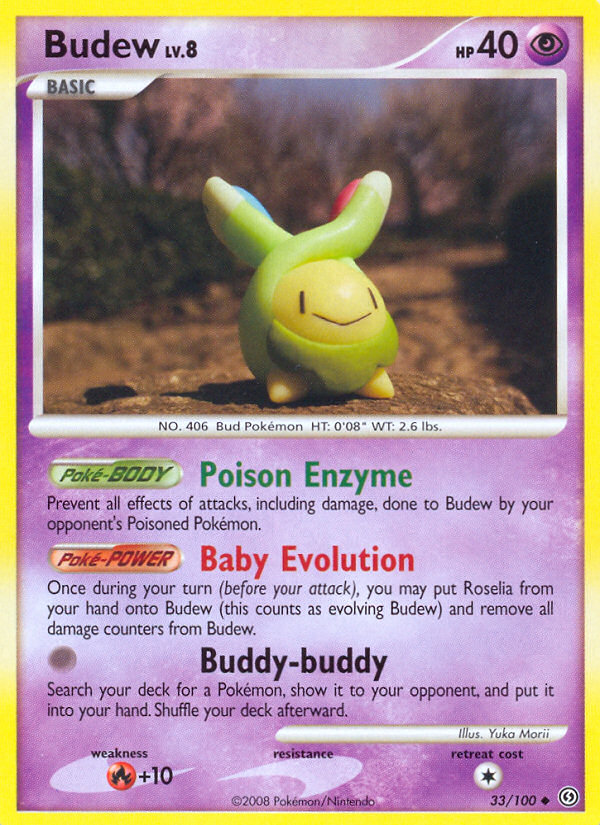 Budew LV.8
HP 40
BASIC
NO. 406 Bud Pokémon HT: 0'08" WT: 2.6 lbs.
Poké-BODY Poison Enzyme
Prevent all effects of attacks, including damage, done to Budew by your
opponent's Poisoned Pokémon.
Poké-POWER Baby Evolution
Once during your turn (before your attack), you may put Roselia from
your hand onto Budew (this counts as evolving Budew) and remove all
damage counters from Budew.
Buddy-buddy
Search your deck for a Pokémon, show it to your opponent, and put it
into your hand. Shuffle your deck afterward.
Illus. Yuka Morii
weakness resistance retreat cost
+10
©2008 Pokémon/Nintendo 33/100